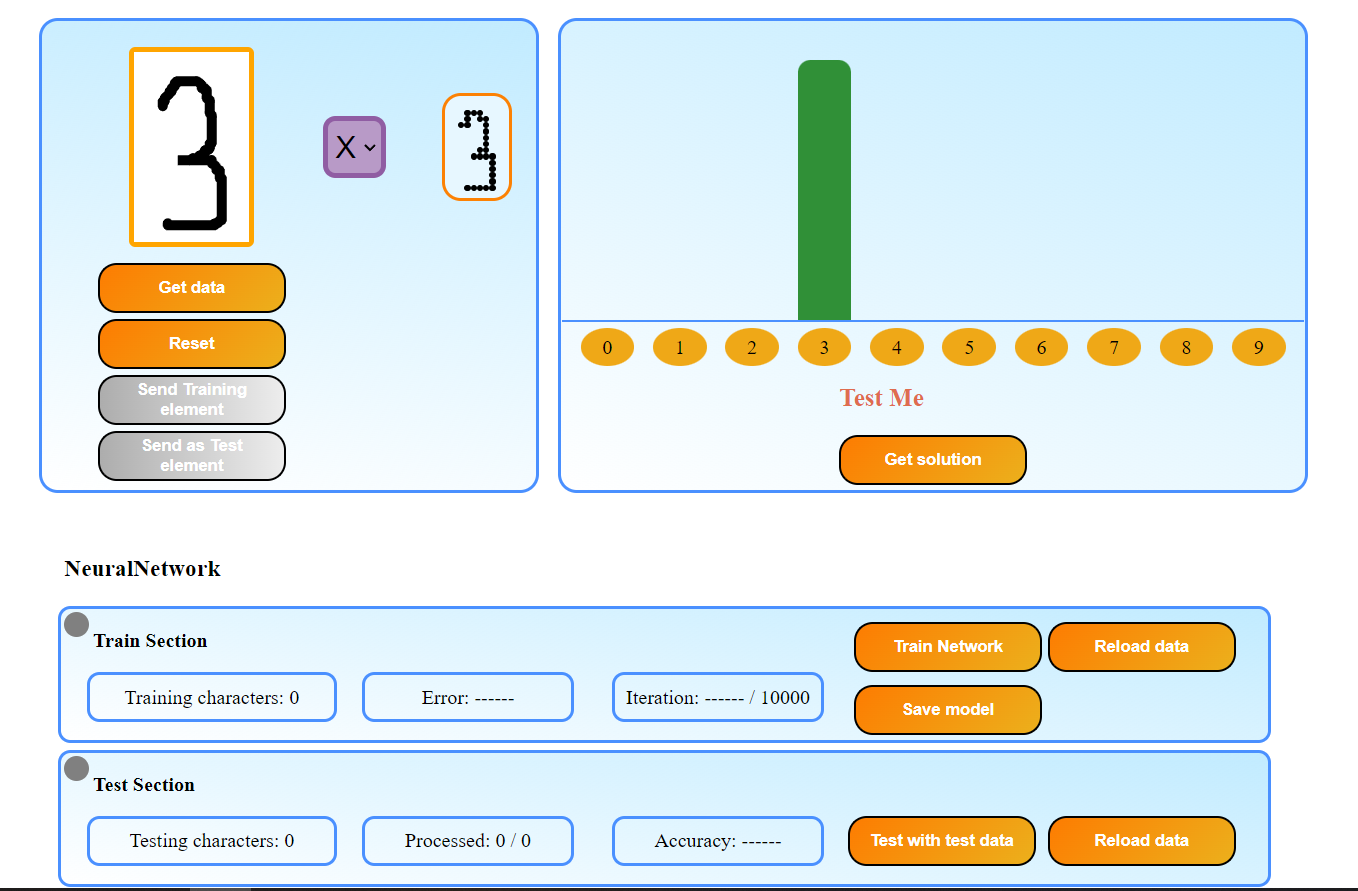 3
X
3
Get data
Reset
Send Training
element
Send as Test
element
0 1 2 3 4 5 6 7 8 9
Test Me
Get solution
NeuralNetwork
Train Section
Train Network
Reload data
Training characters: 0
Error: ------
Iteration: ------ / 10000
Save model
Test Section
Testing characters: 0
Processed: 0 / 0
Accuracy: ------
Test with test data
Reload data